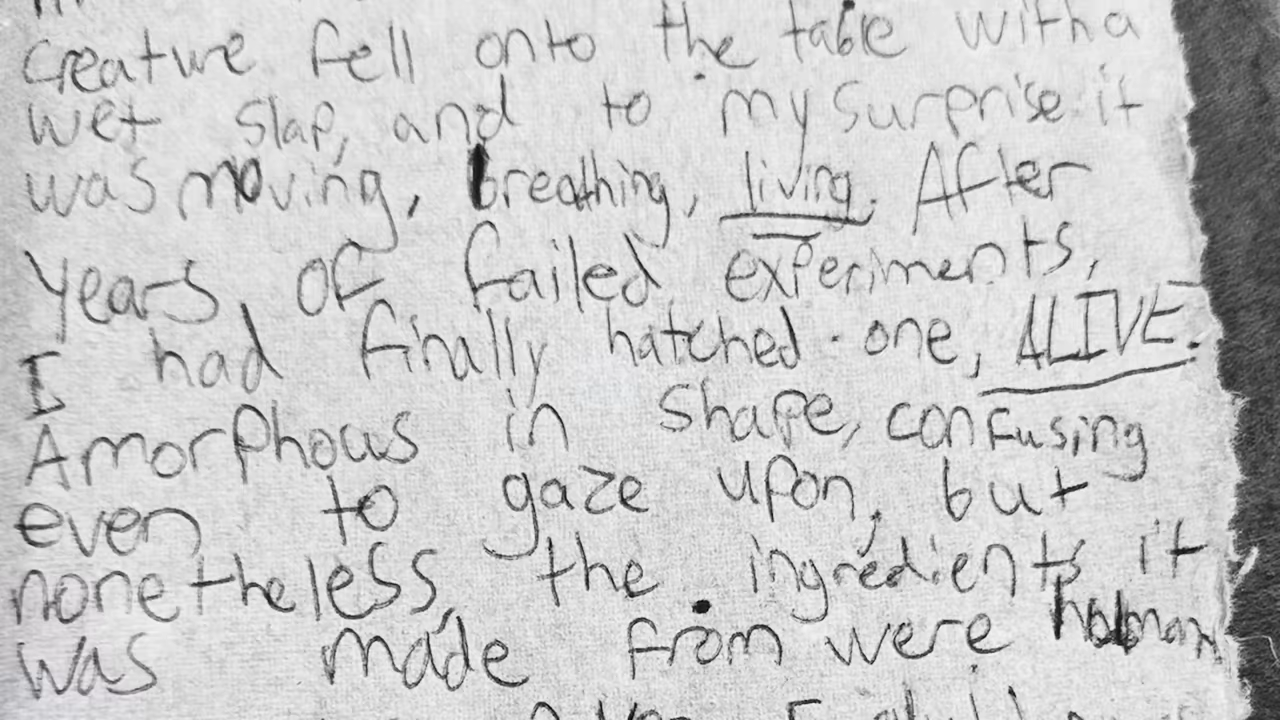 creature fell onto the table with a
wet slap, and to my surprise it
was moving, breathing, living. After
years of failed experiments,
I had finally hatched one, ALIVE.
Amorphous in shape, confusing
even to gaze upon, but
nonetheless, the ingredients it
was made from were human